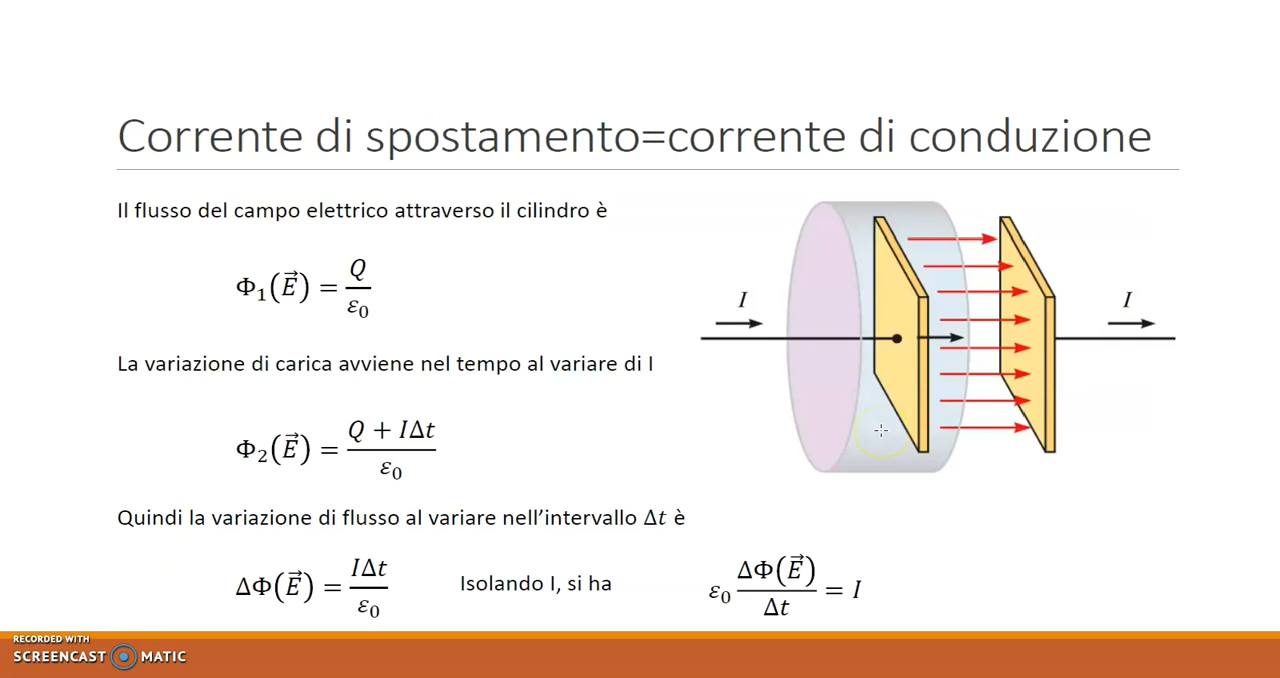 Corrente di spostamento=corrente di conduzione
Il flusso del campo elettrico attraverso il cilindro è
Φ₁(E⃗) = Q/ε₀
La variazione di carica avviene nel tempo al variare di I
Φ₂(E⃗) = (Q + IΔt)/ε₀
Quindi la variazione di flusso al variare nell'intervallo Δt è
ΔΦ(E⃗) = IΔt/ε₀ Isolando I, si ha ε₀ ΔΦ(E⃗)/Δt = I
I
I
RECORDED WITH
SCREENCAST MATIC